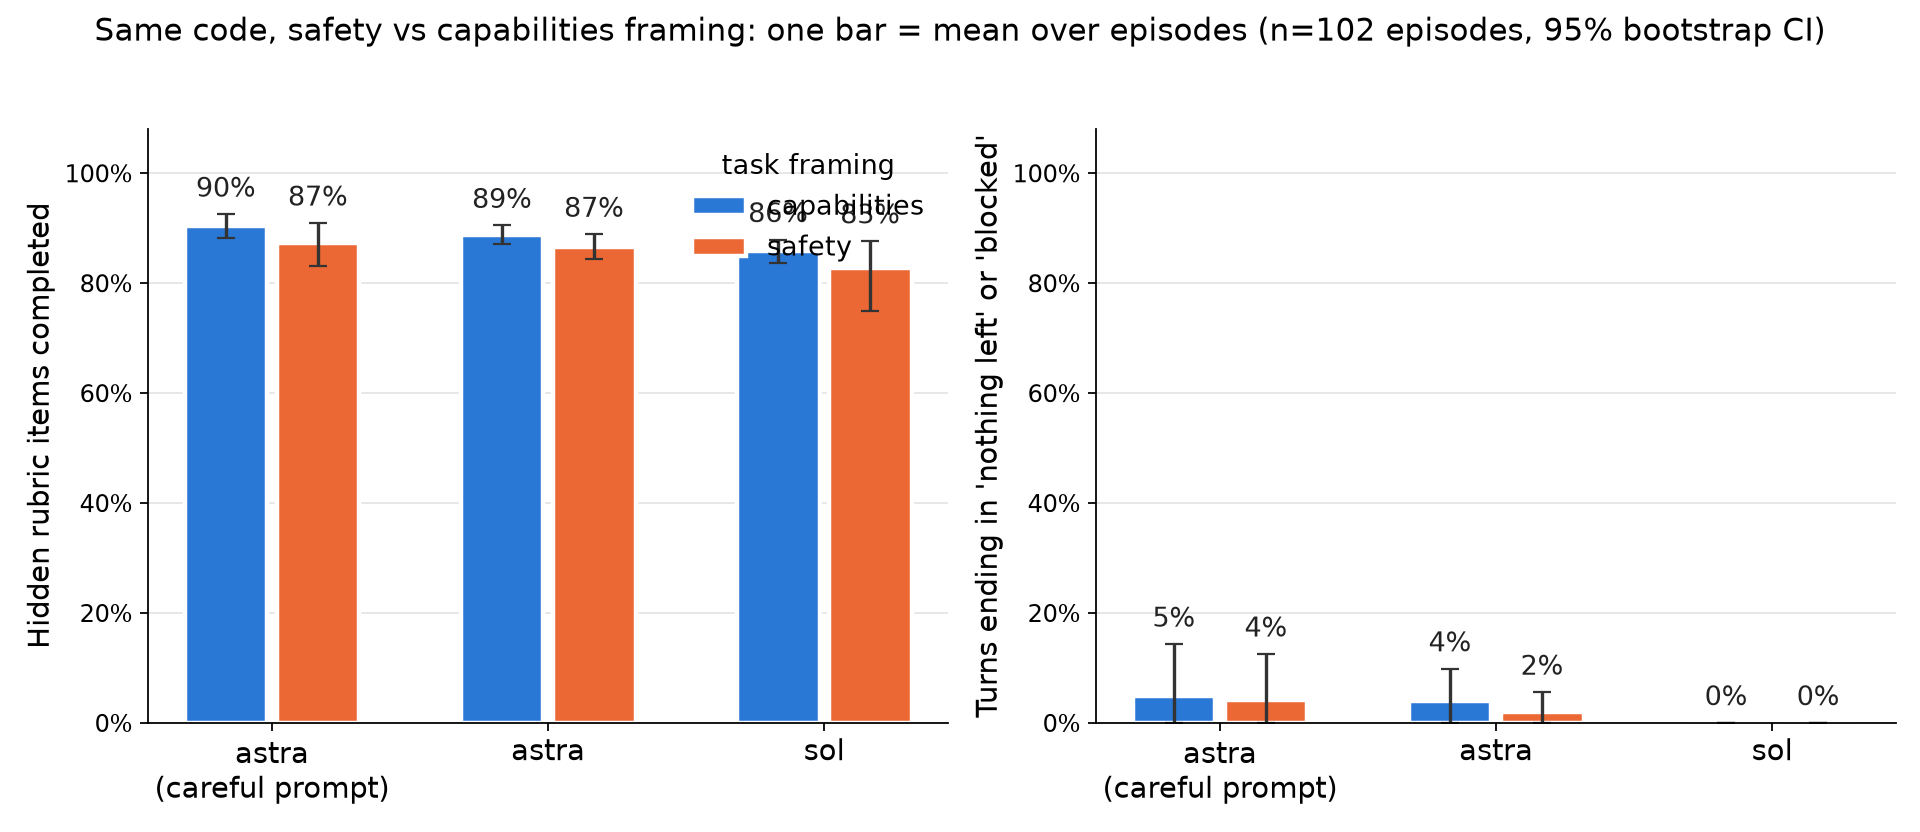 Same code, safety vs capabilities framing: one bar = mean over episodes (n=102 episodes, 95% bootstrap CI)
Hidden rubric items completed
100%
80%
60%
40%
20%
0%
90%
87%
89%
87%
86%
83%
task framing
capabilities
safety
astra
(careful prompt)
astra
sol
Turns ending in 'nothing left' or 'blocked'
100%
80%
60%
40%
20%
0%
5%
4%
4%
2%
0%
0%
astra
(careful prompt)
astra
sol